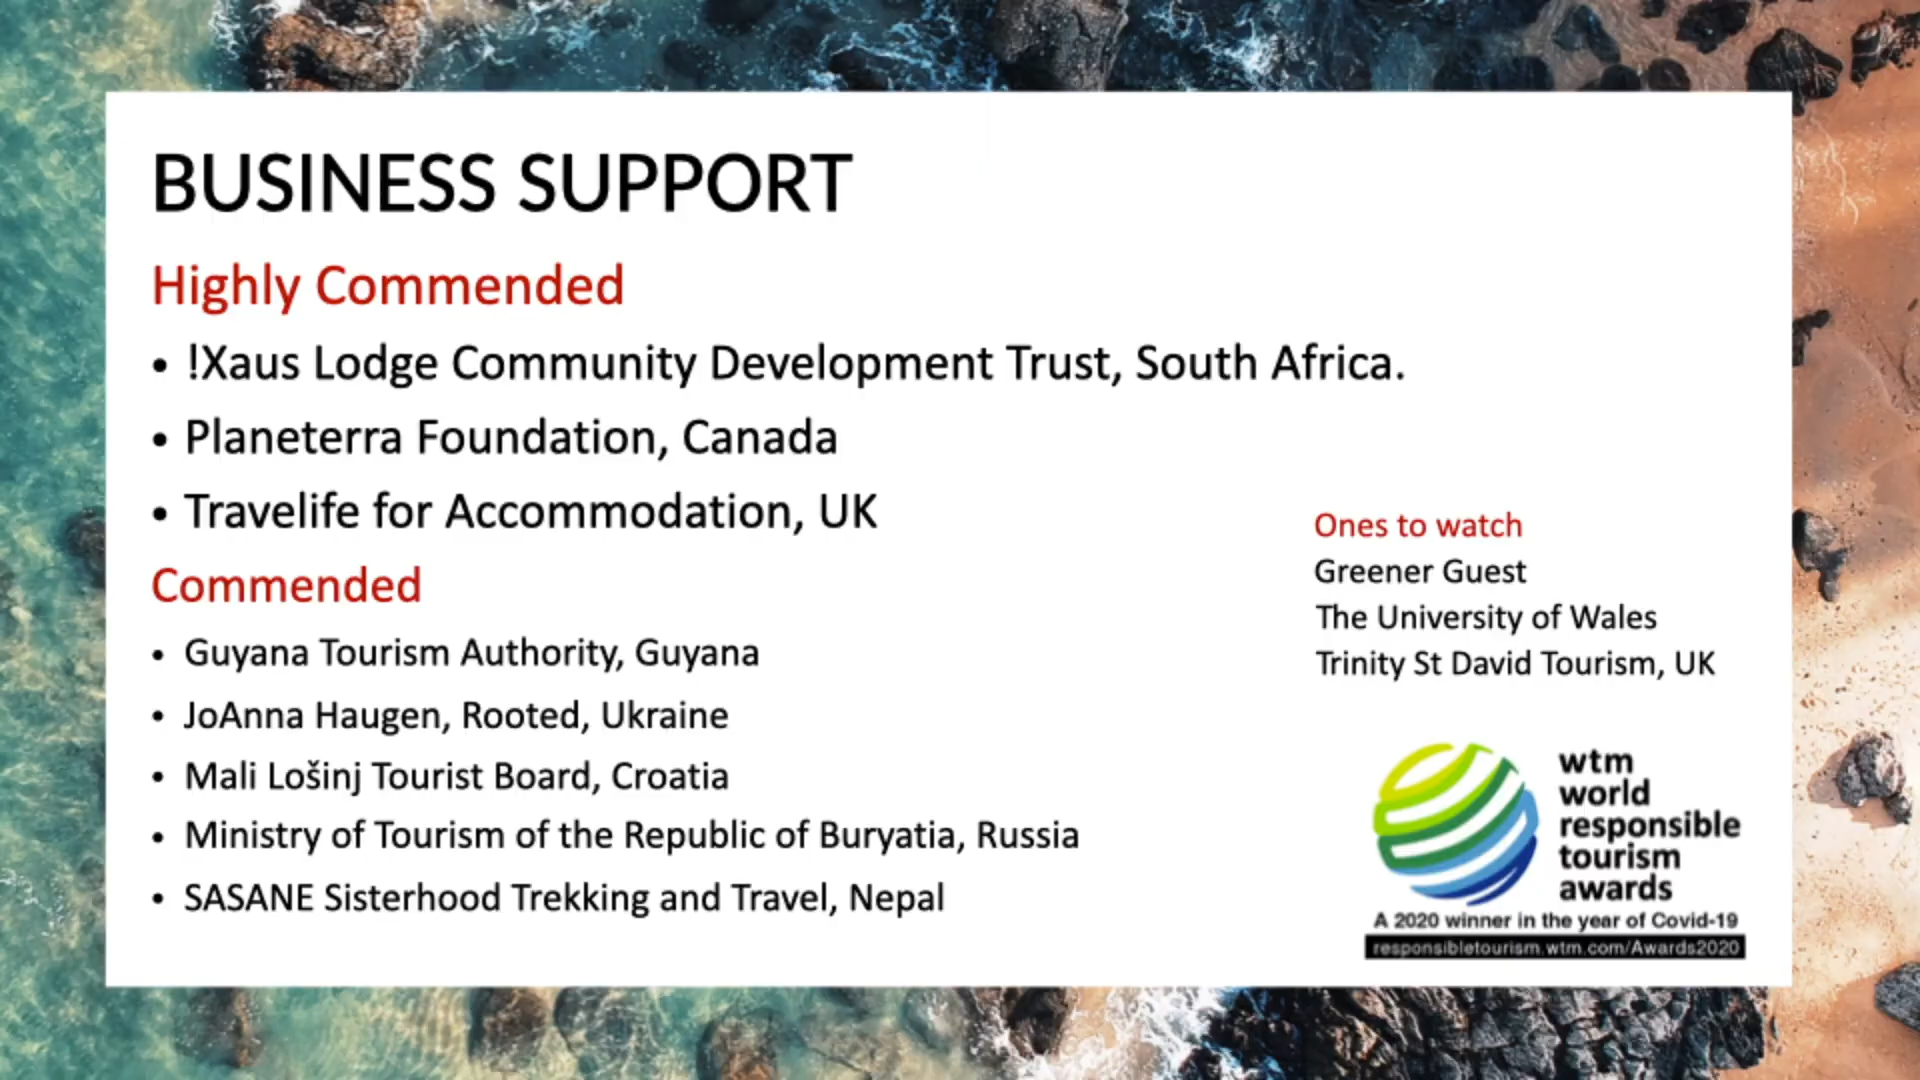 BUSINESS SUPPORT
Highly Commended
• !Xaus Lodge Community Development Trust, South Africa.
• Planeterra Foundation, Canada
• Travelife for Accommodation, UK
Commended
• Guyana Tourism Authority, Guyana
• JoAnna Haugen, Rooted, Ukraine
• Mali Lošinj Tourist Board, Croatia
• Ministry of Tourism of the Republic of Buryatia, Russia
• SASANE Sisterhood Trekking and Travel, Nepal
Ones to watch
Greener Guest
The University of Wales
Trinity St David Tourism, UK
wtm
world
responsible
tourism
awards
A 2020 winner in the year of Covid-19
responsibletourism.wtm.com/Awards2020